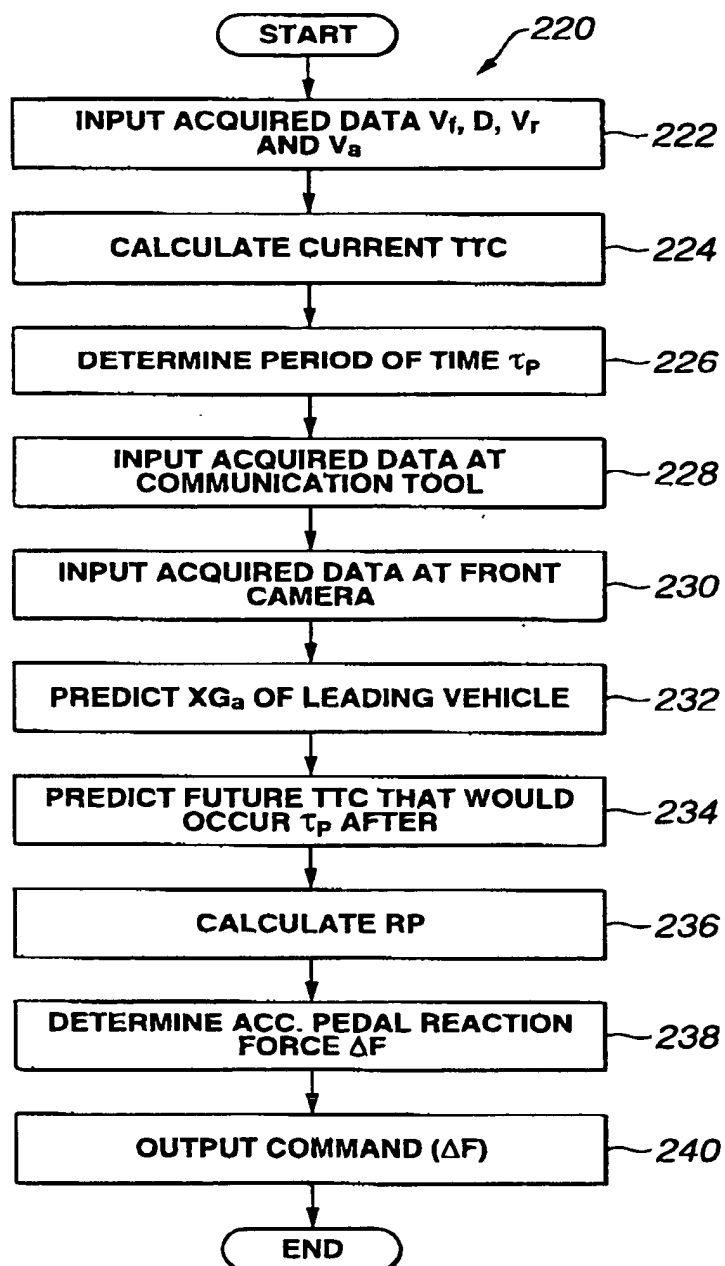 START
220
INPUT ACQUIRED DATA Vf, D, Vr
AND Va
222
CALCULATE CURRENT TTC
224
DETERMINE PERIOD OF TIME τP
226
INPUT ACQUIRED DATA AT
COMMUNICATION TOOL
228
INPUT ACQUIRED DATA AT FRONT
CAMERA
230
PREDICT XGa OF LEADING VEHICLE
232
PREDICT FUTURE TTC THAT WOULD
OCCUR τP AFTER
234
CALCULATE RP
236
DETERMINE ACC. PEDAL REACTION
FORCE ΔF
238
OUTPUT COMMAND (ΔF)
240
END